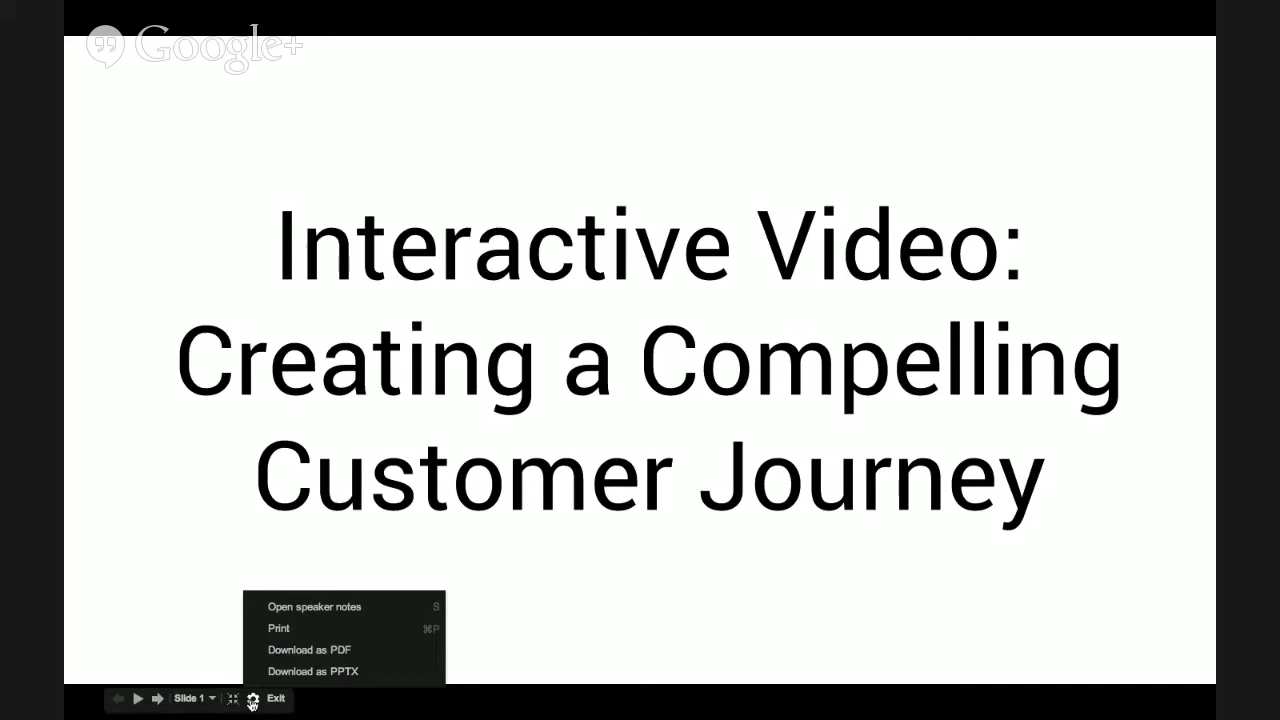 Google+
Interactive Video:
Creating a Compelling
Customer Journey
Open speaker notes S
Print ⌘P
Download as PDF
Download as PPTX
Slide 1 Exit